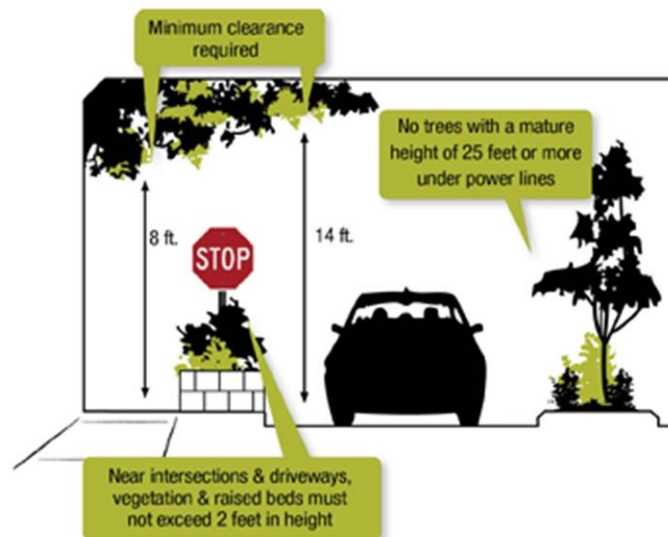 Minimum clearance
required
No trees with a mature
height of 25 feet or more
under power lines
8 ft.
STOP
14 ft.
Near intersections & driveways,
vegetation & raised beds must
not exceed 2 feet in height